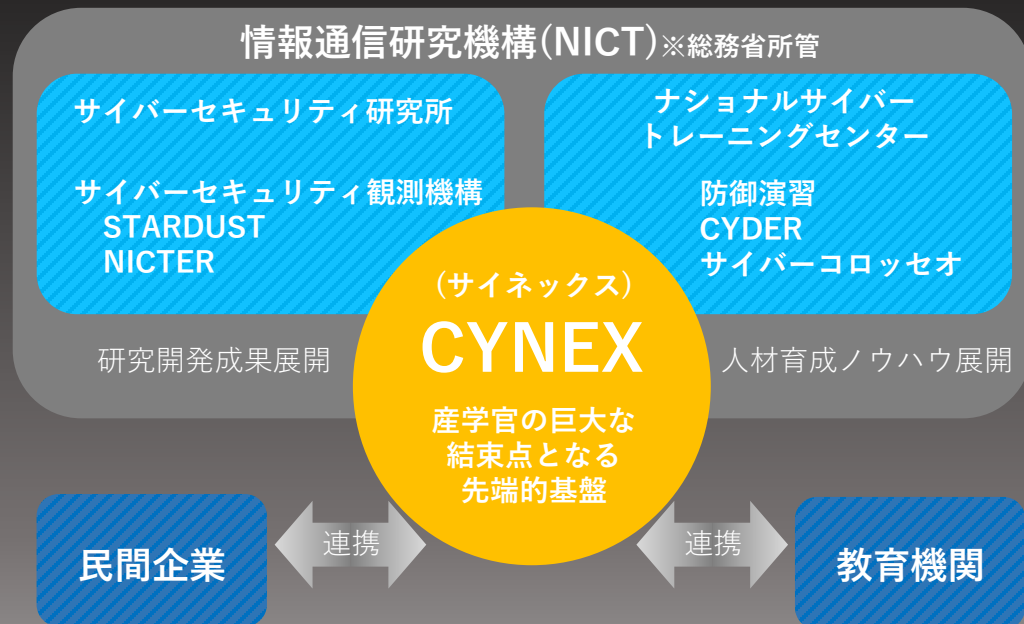 情報通信研究機構(NICT)※総務省所管
サイバーセキュリティ研究所
サイバーセキュリティ観測機構
STARDUST
NICTER
ナショナルサイバー
トレーニングセンター
防御演習
CYDER
サイバーコロッセオ
(サイネックス)
CYNEX
産学官の巨大な
結束点となる
先端的基盤
研究開発成果展開
人材育成ノウハウ展開
民間企業
連携
連携
教育機関